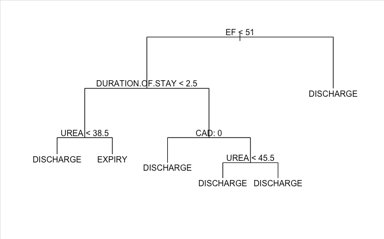 EF < 51
DISCHARGE
DURATION.OF.STAY < 2.5
UREA < 38.5
CAD: 0
DISCHARGE
EXPIRY
DISCHARGE
UREA < 45.5
DISCHARGE
DISCHARGE